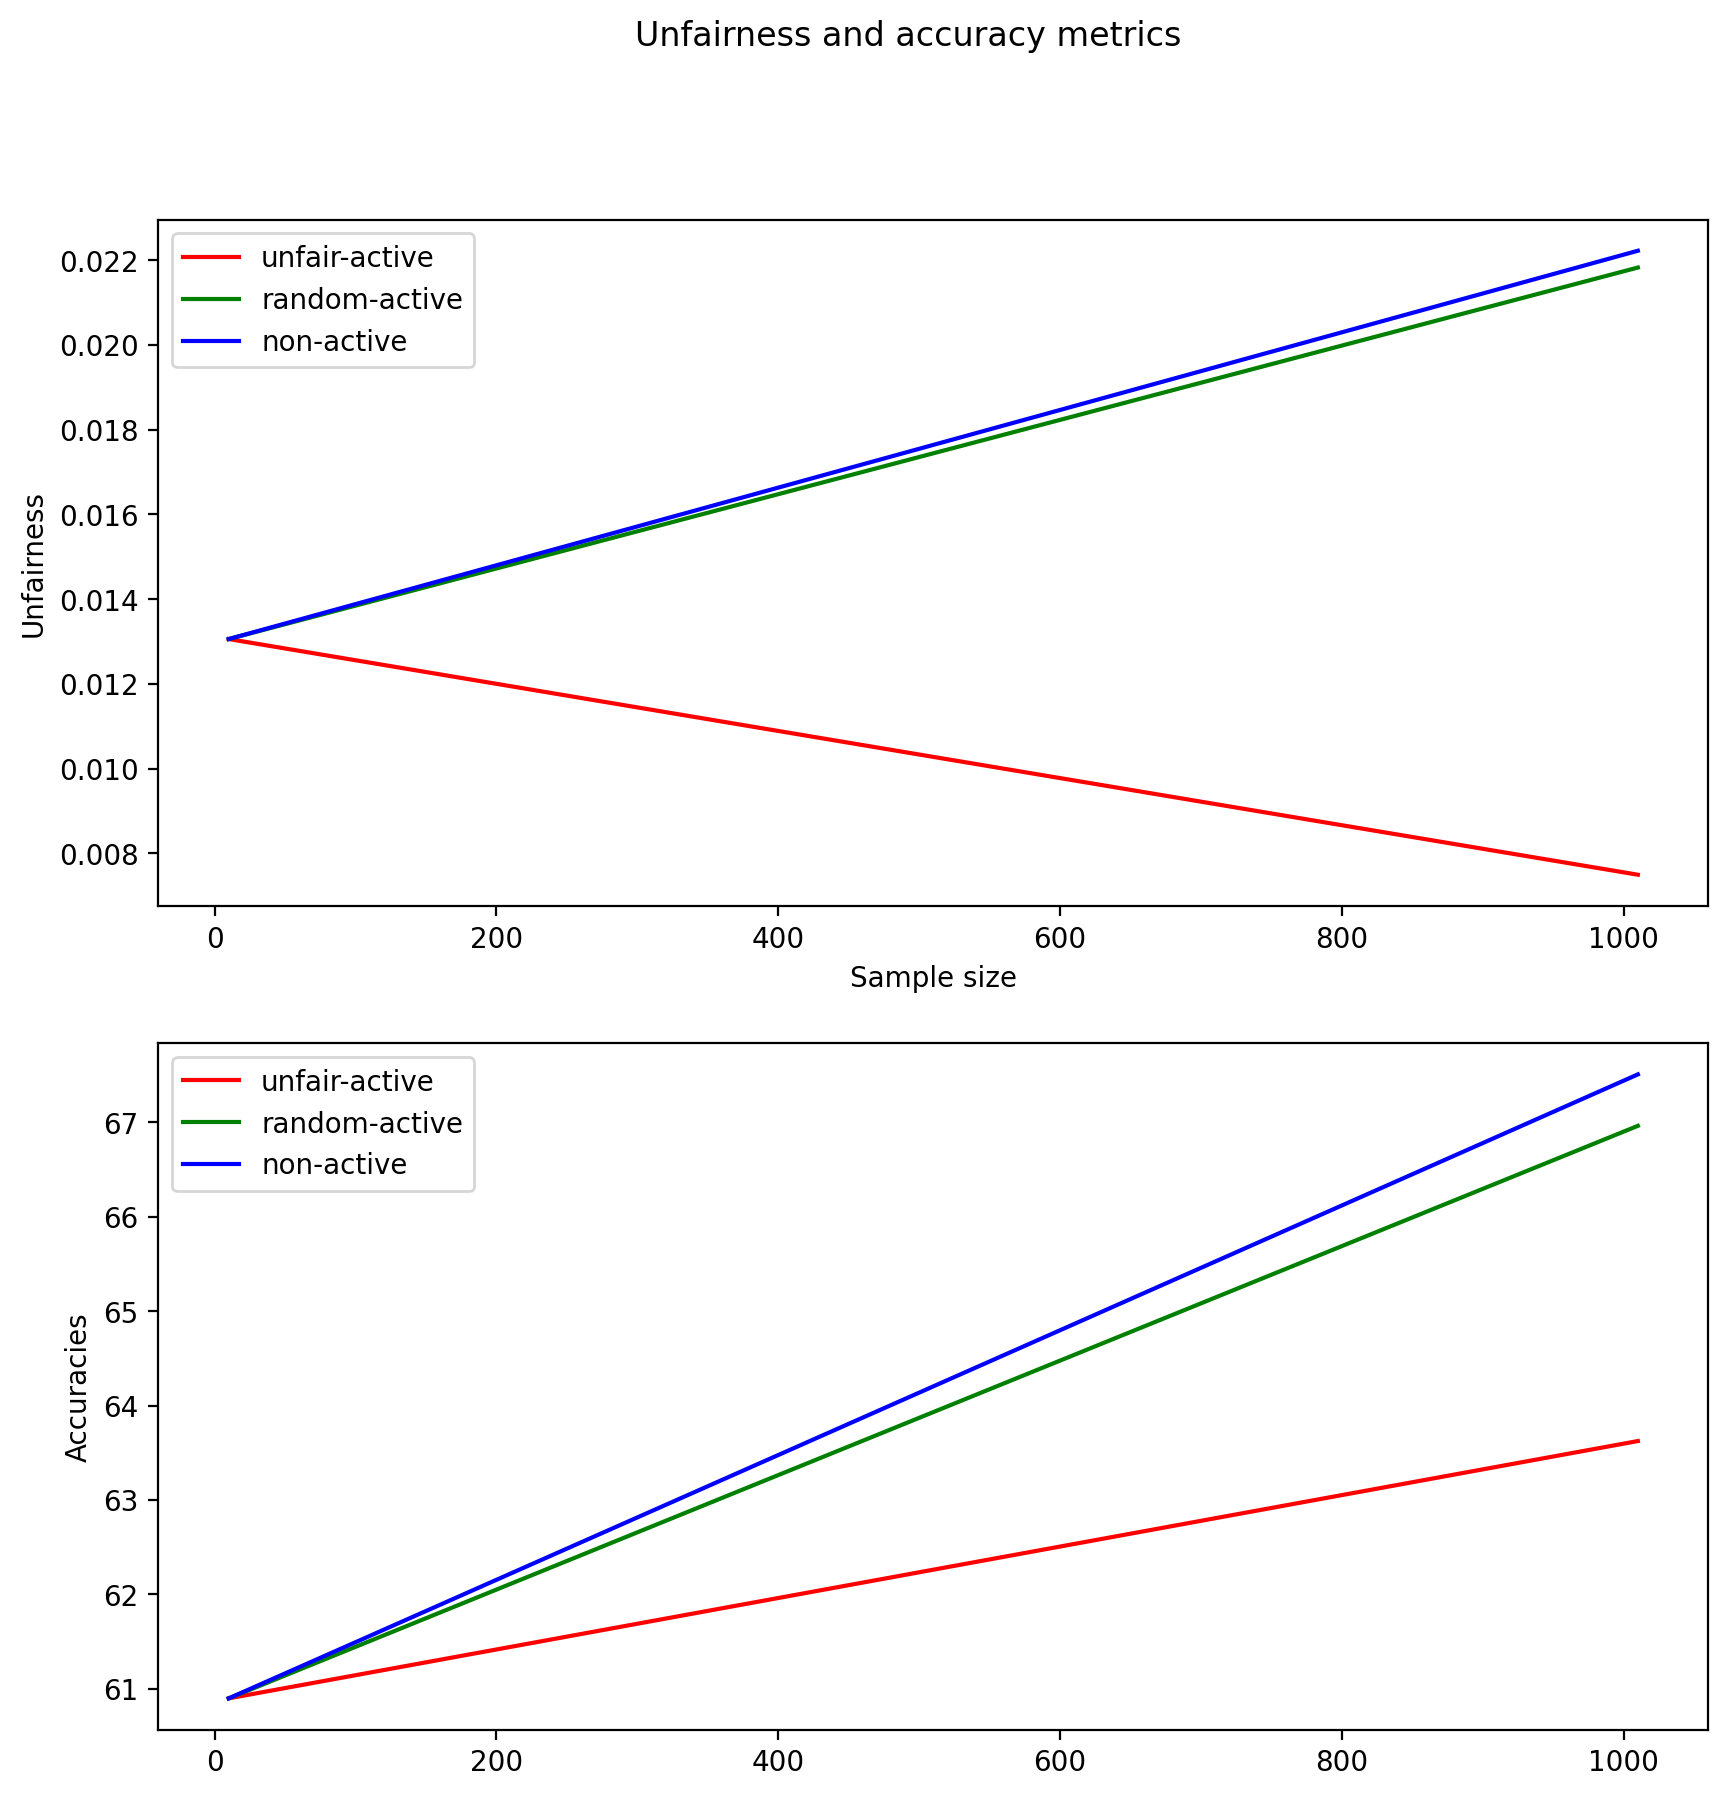 Unfairness and accuracy metrics
unfair-active
random-active
non-active
0.022
0.020
0.018
0.016
0.014
0.012
0.010
0.008
Unfairness
0 200 400 600 800 1000
Sample size
unfair-active
random-active
non-active
67
66
65
64
63
62
61
Accuracies
0 200 400 600 800 1000